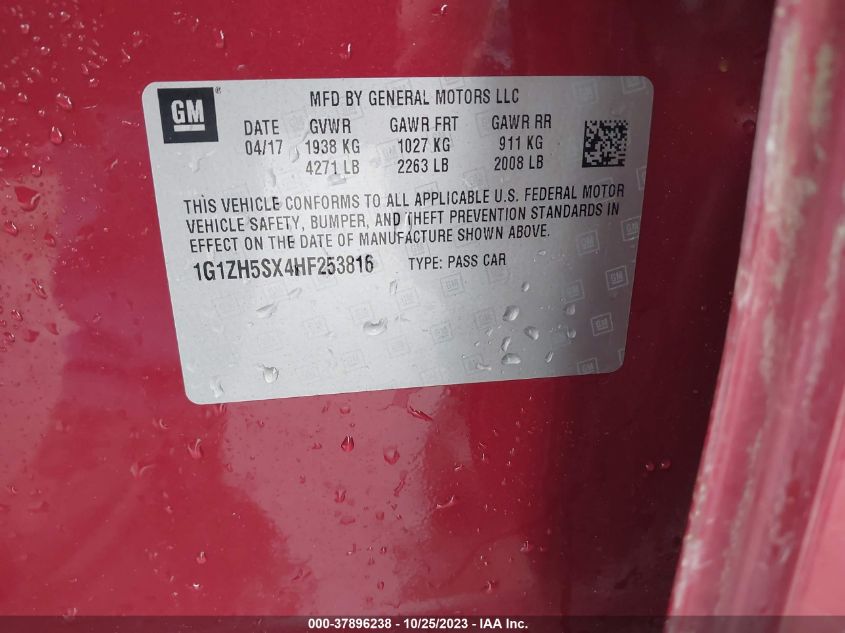 GM ®
MFD BY GENERAL MOTORS LLC
DATE GVWR GAWR FRT GAWR RR
04/17 1938 KG 1027 KG 911 KG
4271 LB 2263 LB 2008 LB
THIS VEHICLE CONFORMS TO ALL APPLICABLE U.S. FEDERAL MOTOR
VEHICLE SAFETY, BUMPER, AND THEFT PREVENTION STANDARDS IN
EFFECT ON THE DATE OF MANUFACTURE SHOWN ABOVE.
1G1ZH5SX4HF253816 TYPE: PASS CAR
000-37896238 - 10/25/2023 - IAA Inc.